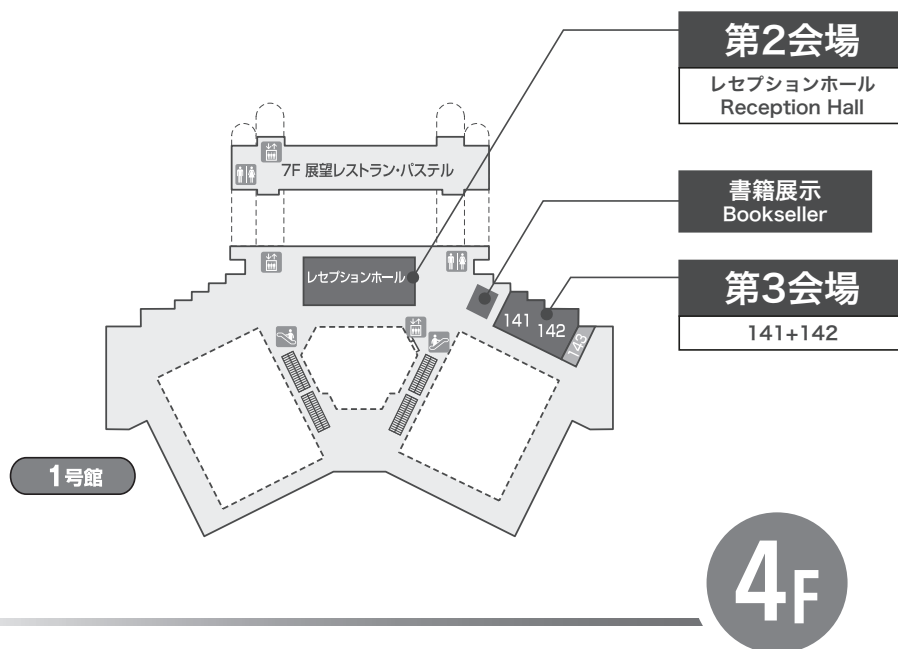 第2会場
レセプションホール
Reception Hall
7F 展望レストラン・パステル
書籍展示
Bookseller
レセプションホール
第3会場
141+142
141
142
143
1号館
4F